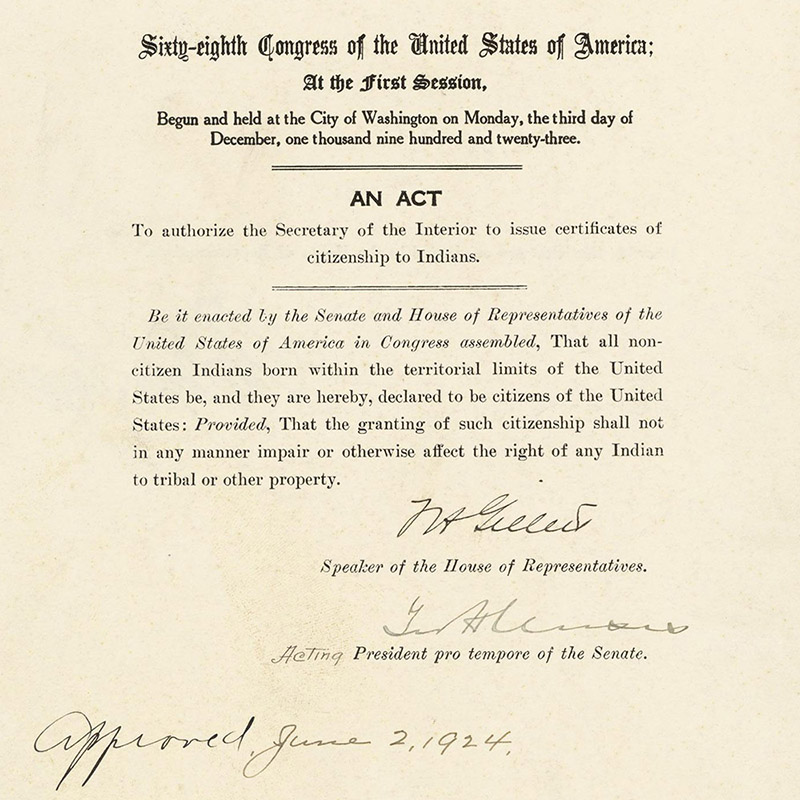 Sixty-eighth Congress of the United States of America;
At the First Session,
Begun and held at the City of Washington on Monday, the third day of
December, one thousand nine hundred and twenty-three.
AN ACT
To authorize the Secretary of the Interior to issue certificates of
citizenship to Indians.
Be it enacted by the Senate and House of Representatives of the
United States of America in Congress assembled, That all non-
citizen Indians born within the territorial limits of the United
States be, and they are hereby, declared to be citizens of the United
States: Provided, That the granting of such citizenship shall not
in any manner impair or otherwise affect the right of any Indian
to tribal or other property.
F H Gillett
Speaker of the House of Representatives.
Acting President pro tempore of the Senate.
Approved, June 2, 1924.